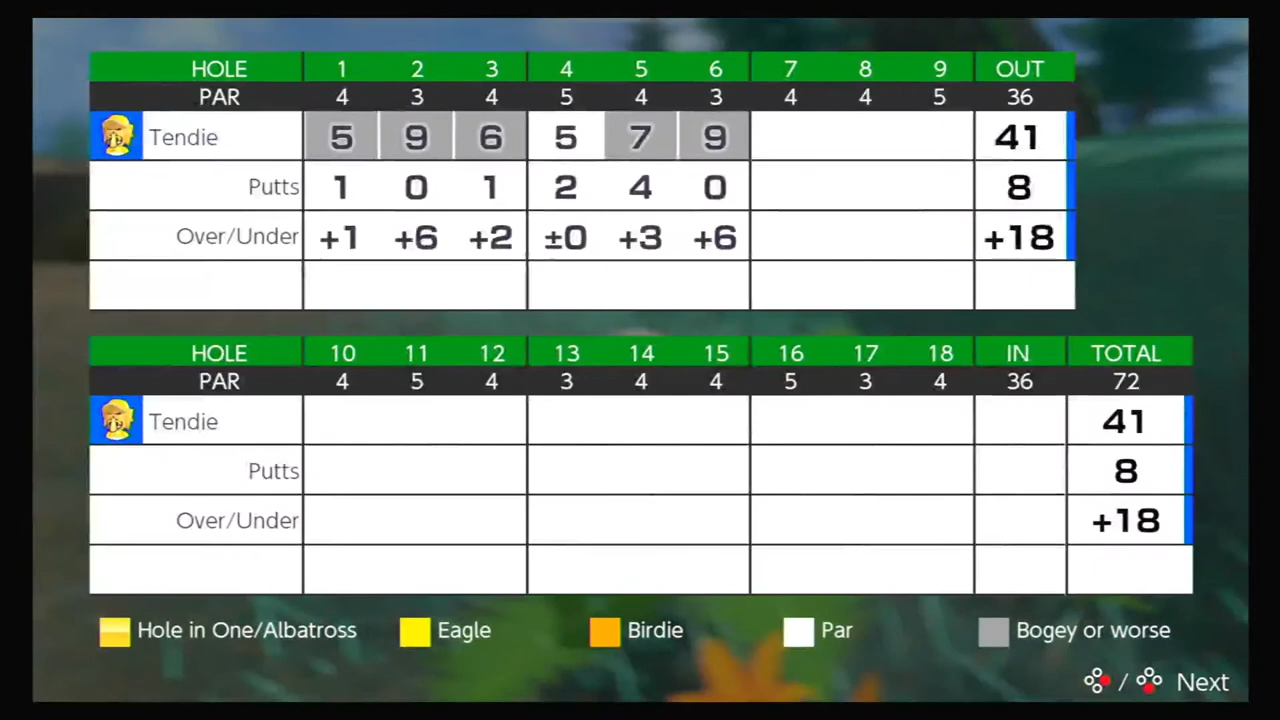 HOLE 1 2 3 4 5 6 7 8 9 OUT
PAR 4 3 4 5 4 3 4 4 5 36
Tendie 5 9 6 5 7 9 41
Putts 1 0 1 2 4 0 8
Over/Under +1 +6 +2 ±0 +3 +6 +18
HOLE 10 11 12 13 14 15 16 17 18 IN TOTAL
PAR 4 5 4 3 4 4 5 3 4 36 72
Tendie 41
Putts 8
Over/Under +18
Hole in One/Albatross Eagle Birdie Par Bogey or worse
/ Next